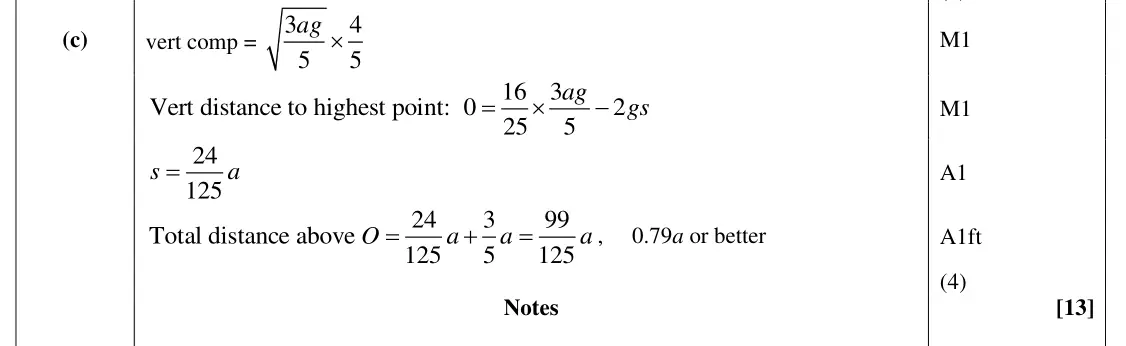 (c) vert comp = √(3ag/5) × 4/5 M1
Vert distance to highest point: 0 = 16/25 × 3ag/5 − 2gs M1
s = 24/125 a A1
Total distance above O = 24/125 a + 3/5 a = 99/125 a , 0.79a or better A1ft
(4)
Notes [13]